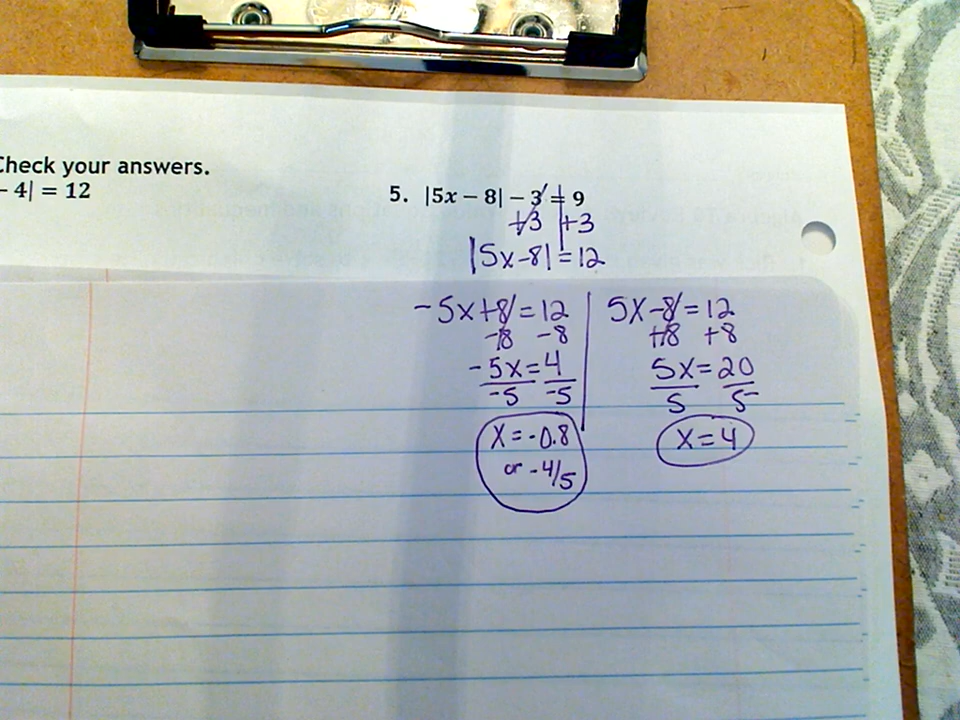 Check your answers.
– 4| = 12
5. |5x – 8| – 3 = 9
+3 +3
|5x-8| = 12
-5x+8 = 12
-8 -8
-5x = 4
-5 -5
x = -0.8
or -4/5
5x-8 = 12
+8 +8
5x = 20
5 5
x = 4